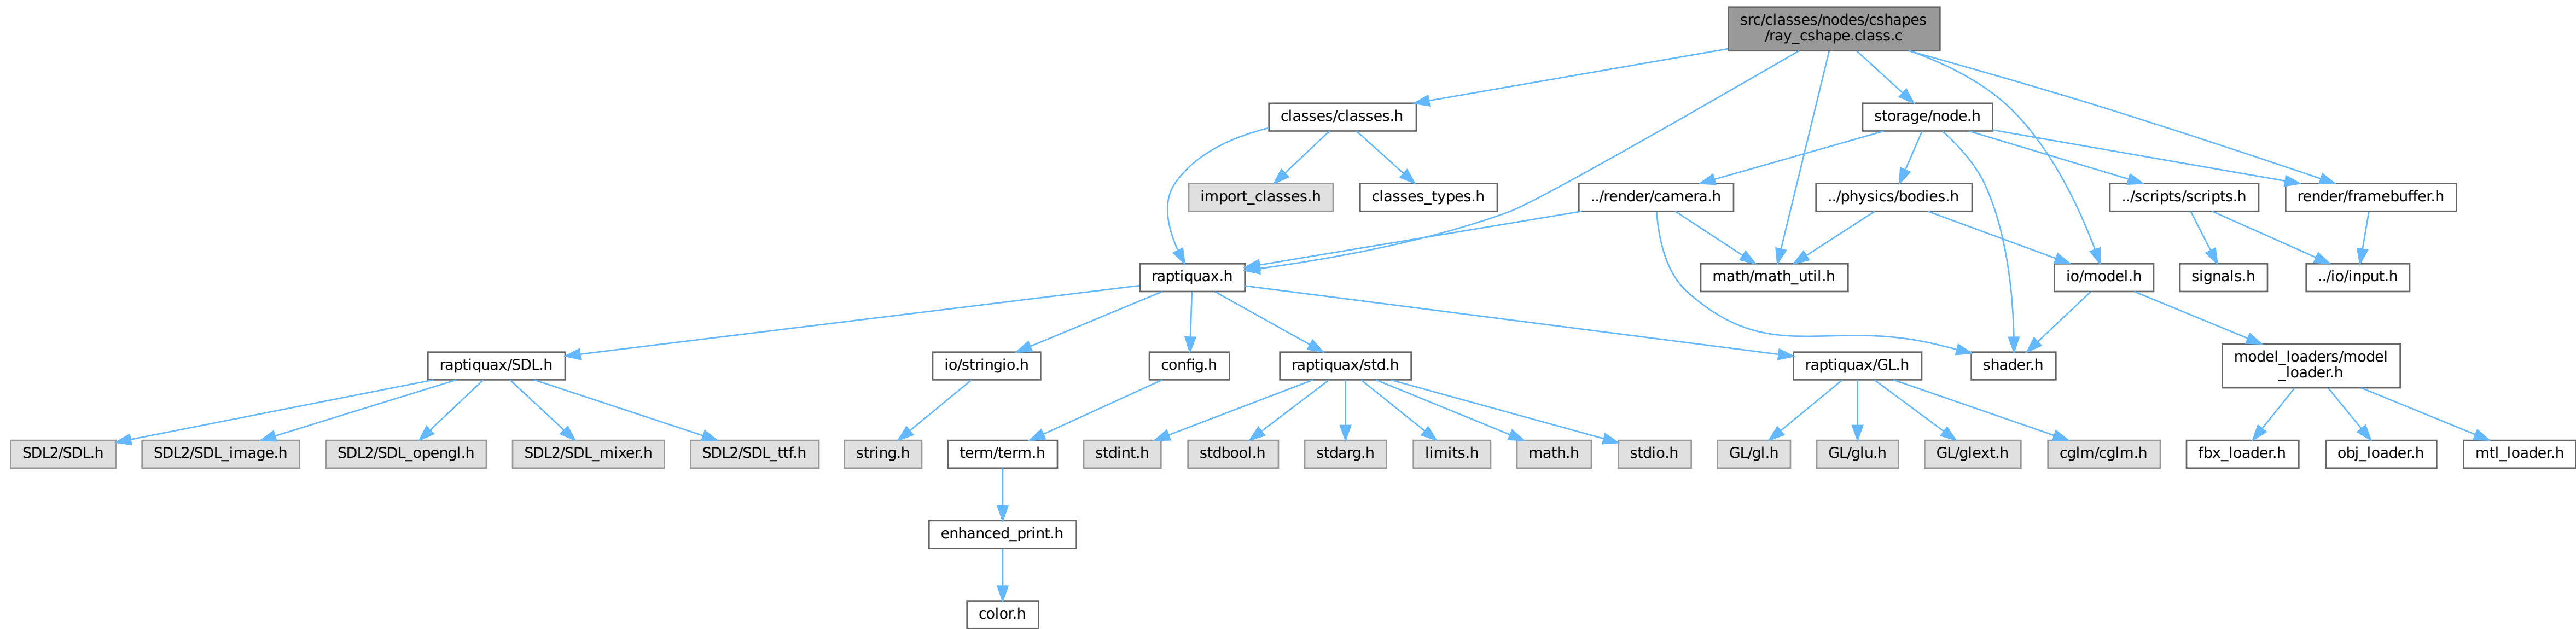 src/classes/nodes/cshapes
/ray_cshape.class.c
classes/classes.h
storage/node.h
import_classes.h
classes_types.h
../render/camera.h
../physics/bodies.h
../scripts/scripts.h
render/framebuffer.h
raptiquax.h
math/math_util.h
io/model.h
signals.h
../io/input.h
raptiquax/SDL.h
io/stringio.h
config.h
raptiquax/std.h
raptiquax/GL.h
shader.h
model_loaders/model
_loader.h
SDL2/SDL.h
SDL2/SDL_image.h
SDL2/SDL_opengl.h
SDL2/SDL_mixer.h
SDL2/SDL_ttf.h
string.h
term/term.h
stdint.h
stdbool.h
stdarg.h
limits.h
math.h
stdio.h
GL/gl.h
GL/glu.h
GL/glext.h
cglm/cglm.h
fbx_loader.h
obj_loader.h
mtl_loader.h
enhanced_print.h
color.h